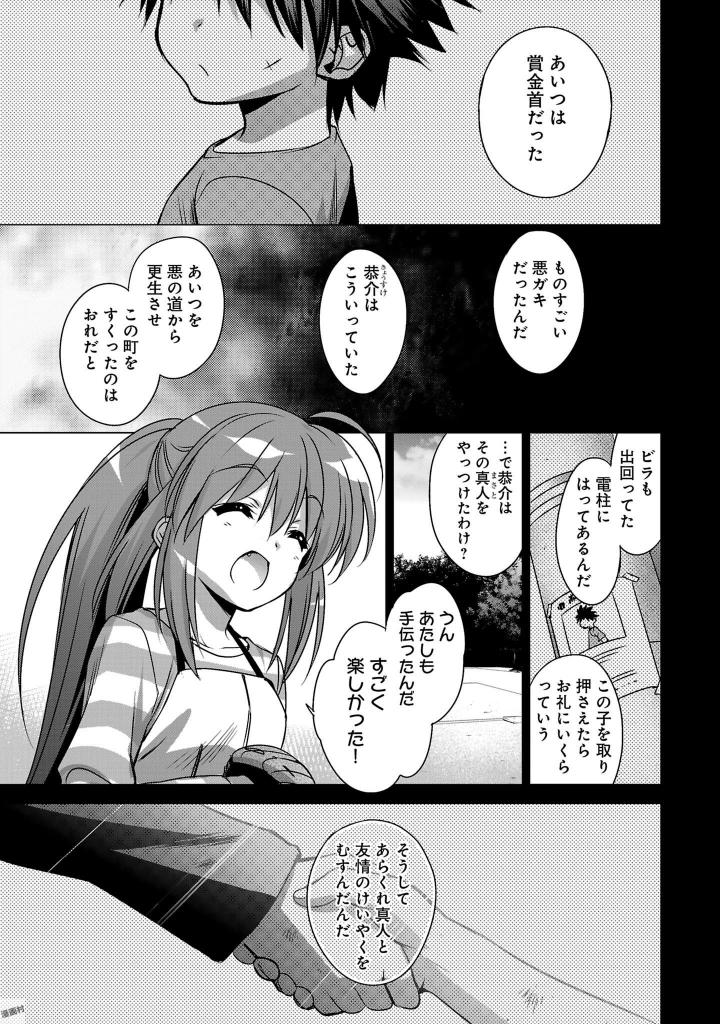 あいつは
賞金首だった
ものすごい
悪ガキ
だったんだ
恭介は
きょうすけ
こういっていた
あいつを
悪の道から
更生させ
この町を
すくったのは
おれだと
ビラも
出回ってた
電柱に
はってあるんだ
この子を取り
押さえたら
お礼にいくら
っていう
…で恭介は
その真人を
まさと
やっつけたわけ？
うん
あたしも
手伝ったんだ
すごく
楽しかった！
そうして
あらくれ真人と
友情のけいやくを
むすんだんだ
漫画村